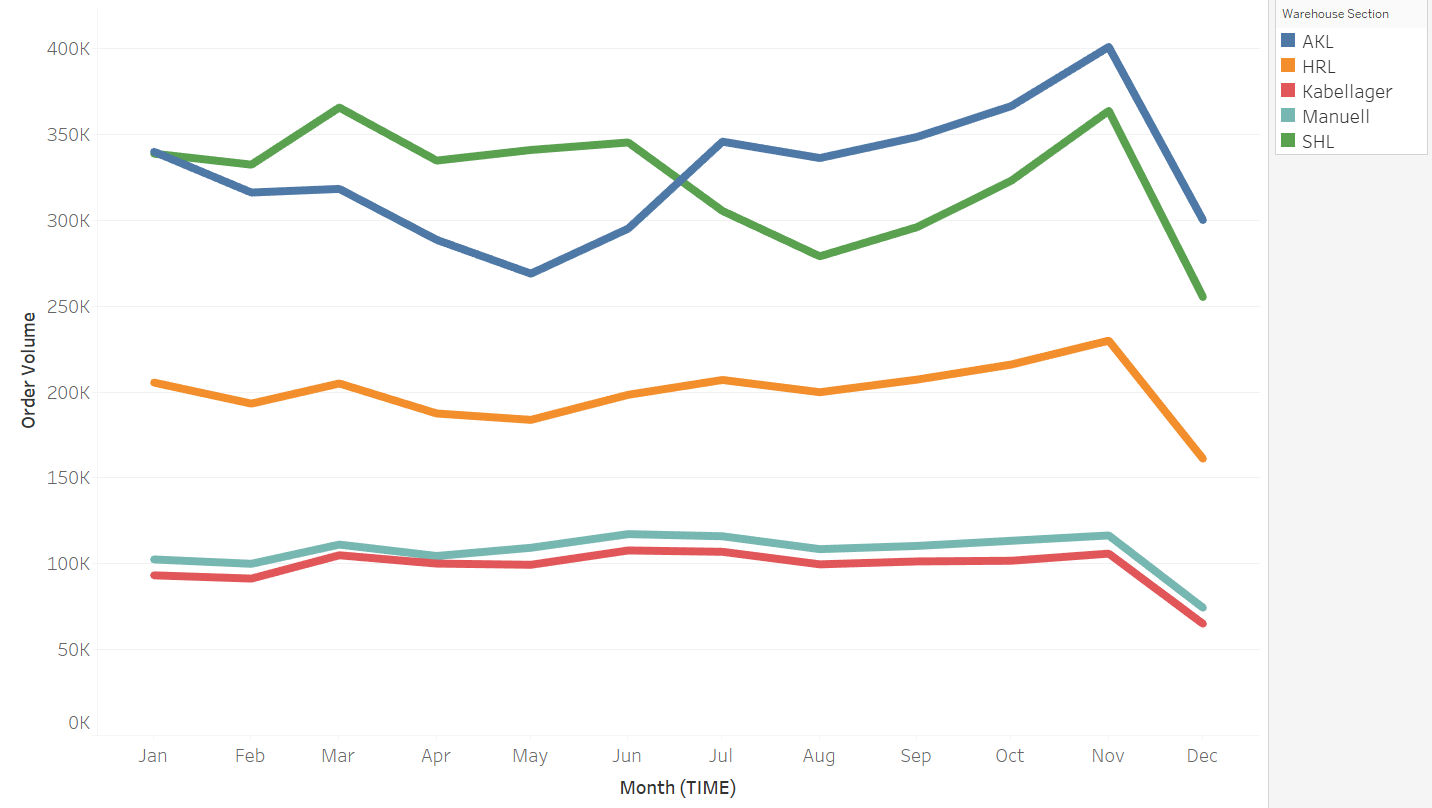 Warehouse Section
AKL
HRL
Kabellager
Manuell
SHL
Order Volume
400K
350K
300K
250K
200K
150K
100K
50K
0K
Jan Feb Mar Apr May Jun Jul Aug Sep Oct Nov Dec
Month (TIME)